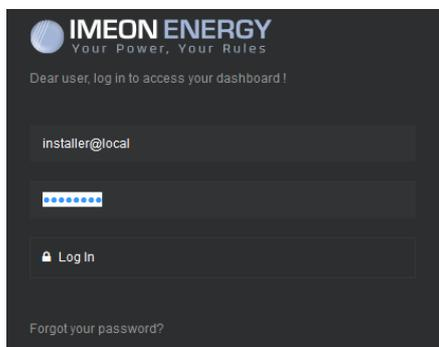 IMEON ENERGY
Your Power, Your Rules
Dear user, log in to access your dashboard !
installer@local
••••••••
Log In
Forgot your password?